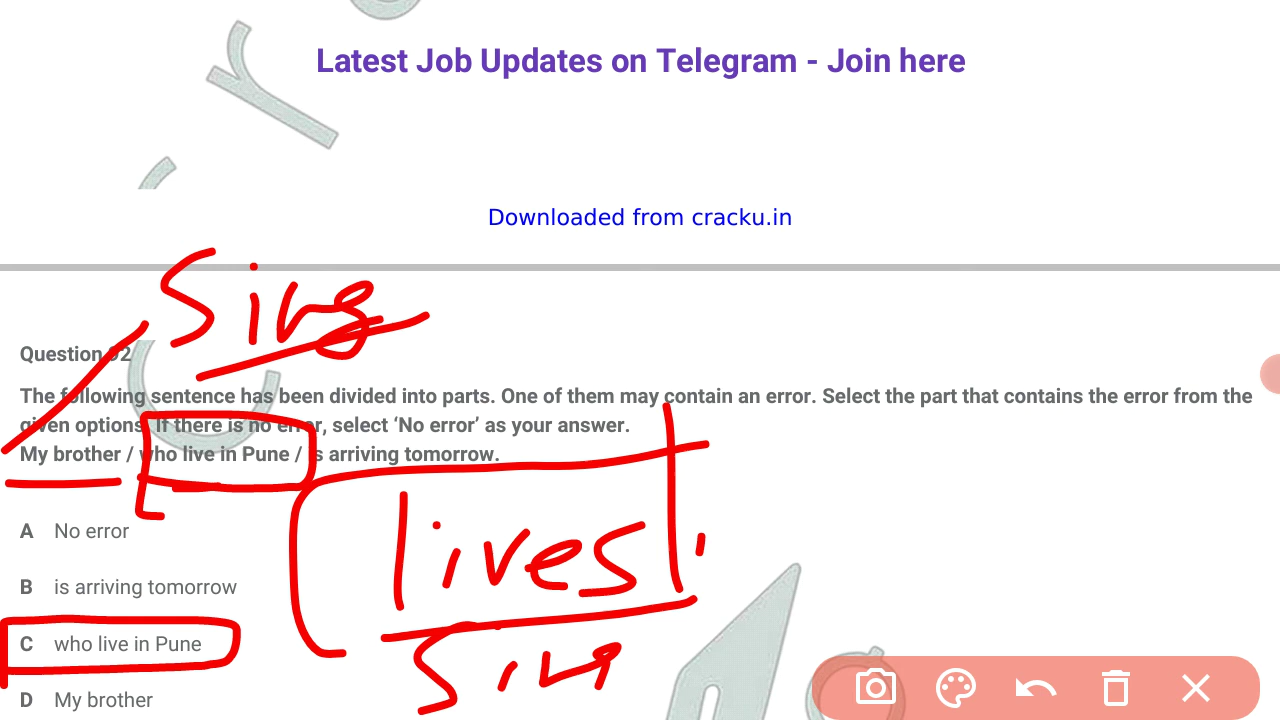 Latest Job Updates on Telegram - Join here
Downloaded from cracku.in
Sing
Question 92
The following sentence has been divided into parts. One of them may contain an error. Select the part that contains the error from the
given options. If there is no error, select ‘No error’ as your answer.
My brother / who live in Pune / is arriving tomorrow.
A No error
B is arriving tomorrow
C who live in Pune
D My brother
lives
Sing